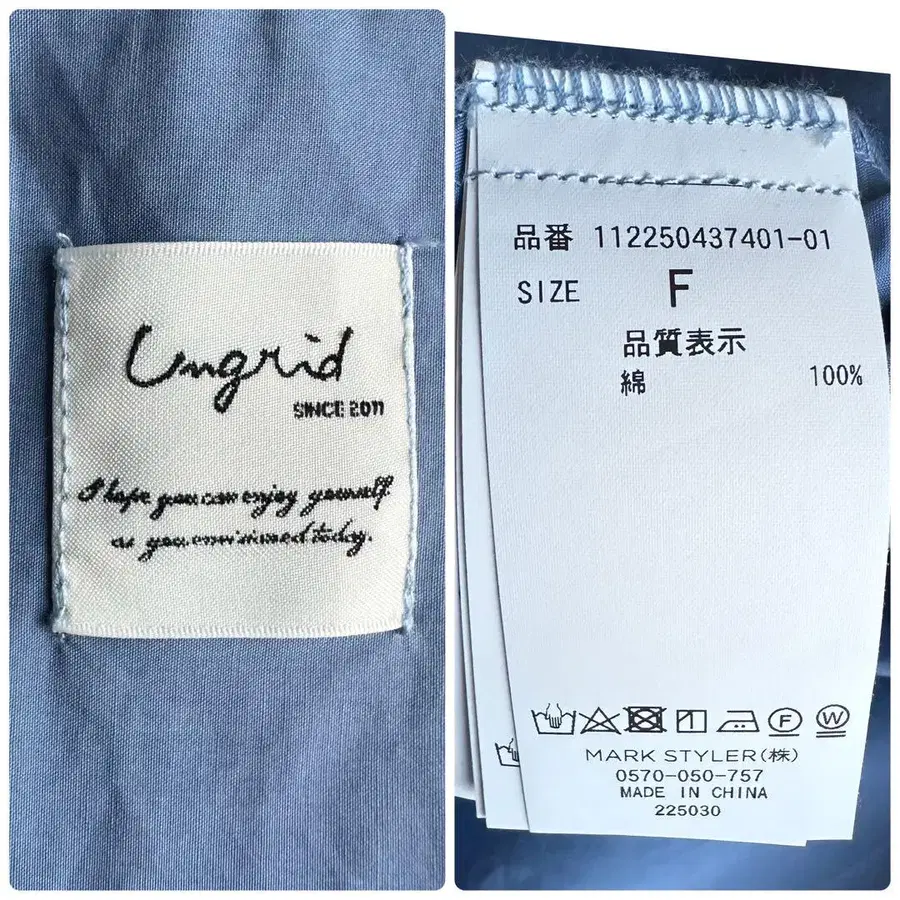 Ungrid
SINCE 2011
I hope you can enjoy yourself
as you envisioned today.
品番 112250437401-01
SIZE F
品質表示
綿 100%
F W
MARK STYLER(株)
0570-050-757
MADE IN CHINA
225030